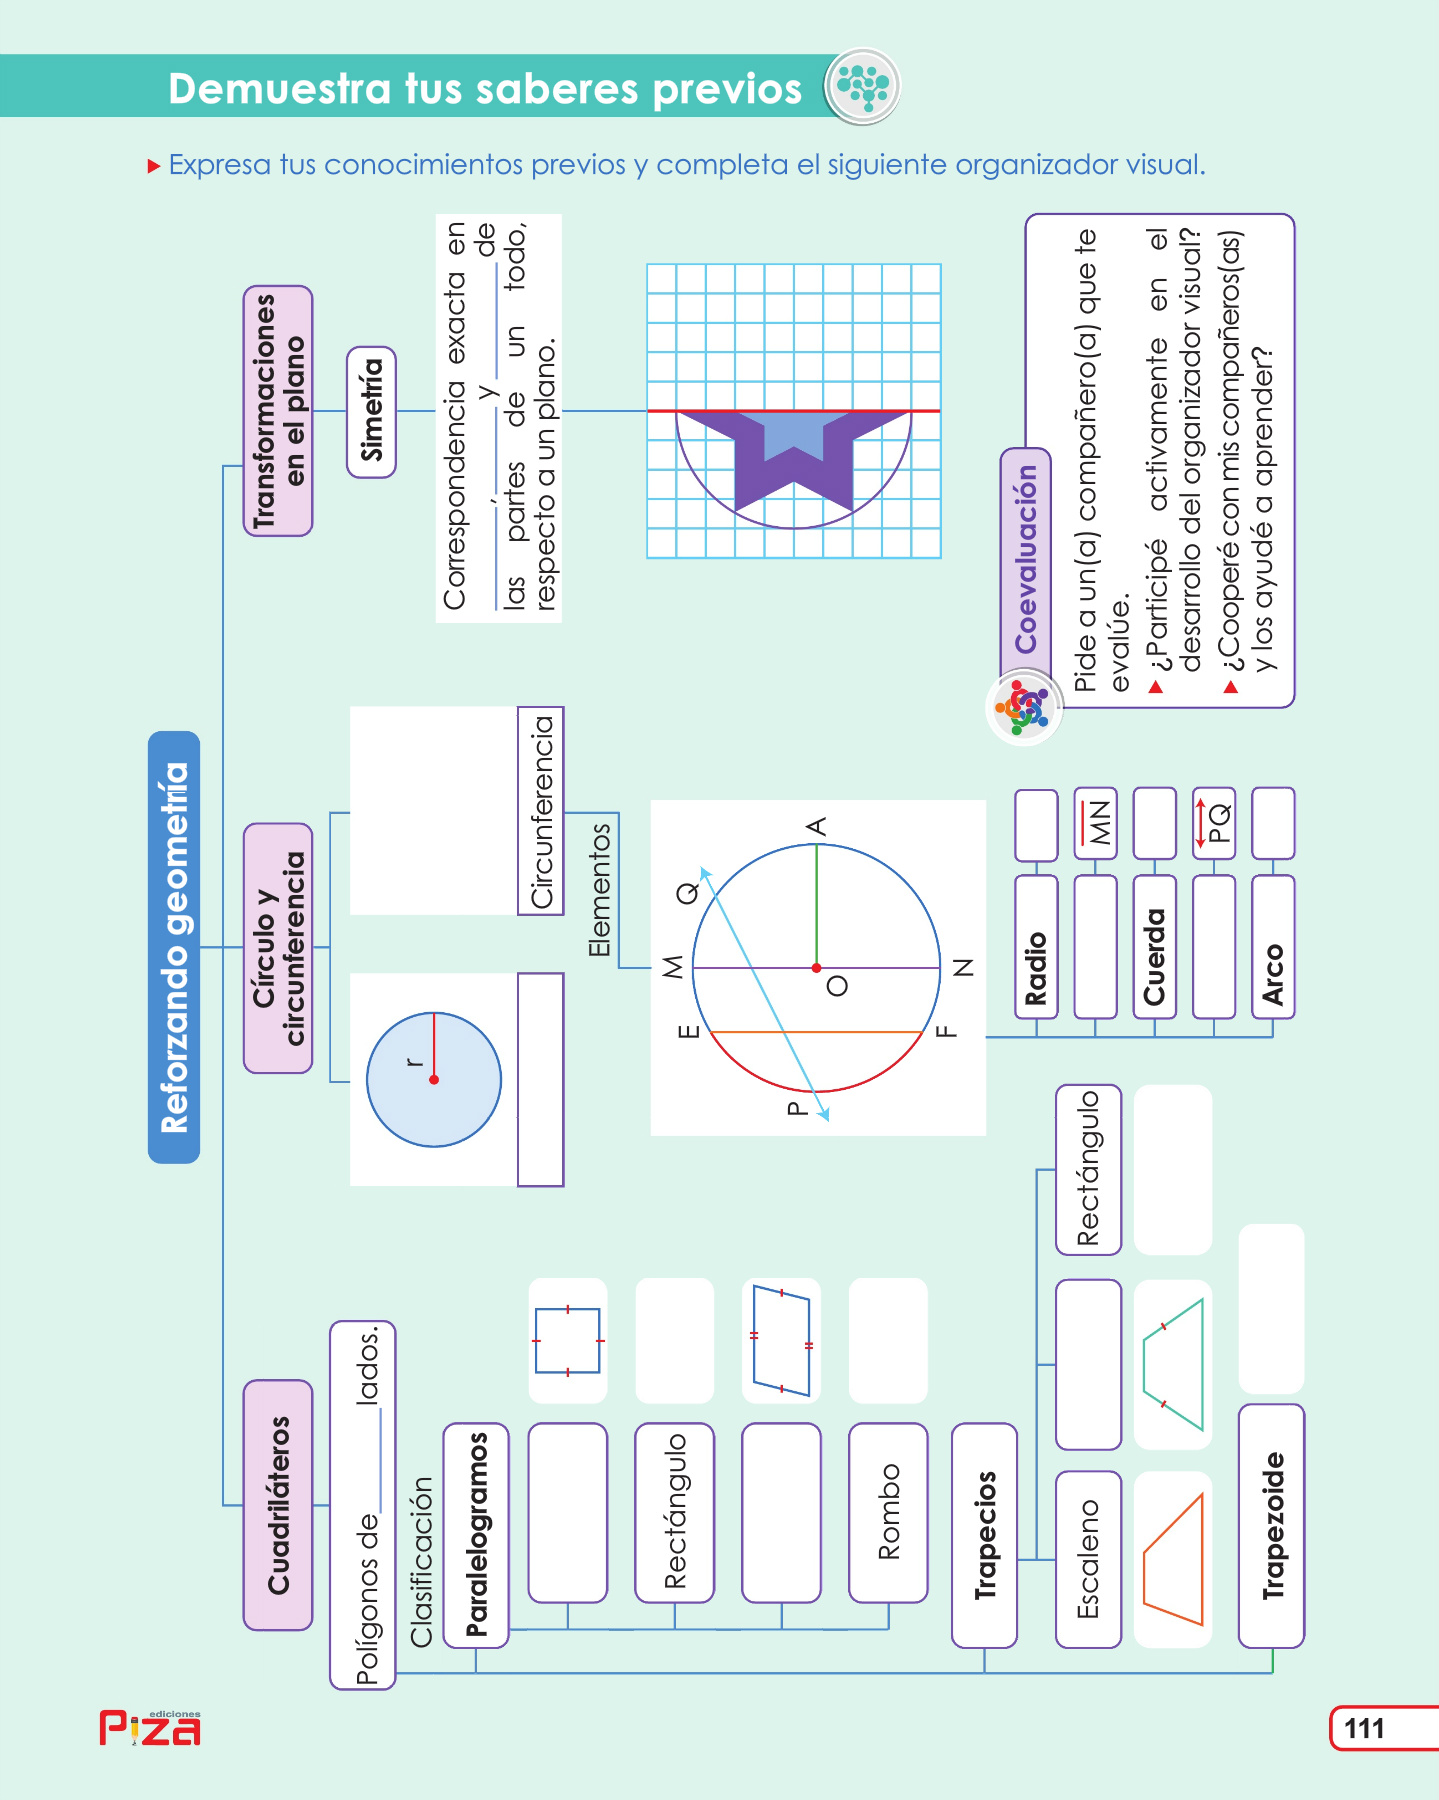 Demuestra tus saberes previos
Expresa tus conocimientos previos y completa el siguiente organizador visual.
Reforzando geometría
Cuadriláteros
Polígonos de ______ lados.
Clasificación
Paralelogramos
Rectángulo
Rombo
Trapecios
Escaleno
Rectángulo
Trapezoide
Círculo y
circunferencia
r
Circunferencia
Elementos
E
M
Q
P
O
A
F
N
Radio
MN
Cuerda
PQ
Arco
Transformaciones
en el plano
Simetría
Correspondencia exacta en
______, ______ y ______ de
las partes de un todo,
respecto a un plano.
Coevaluación
Pide a un(a) compañero(a) que te
evalúe.
¿Participé activamente en el
desarrollo del organizador visual?
¿Cooperé con mis compañeros(as)
y los ayudé a aprender?
ediciones
Piza
111